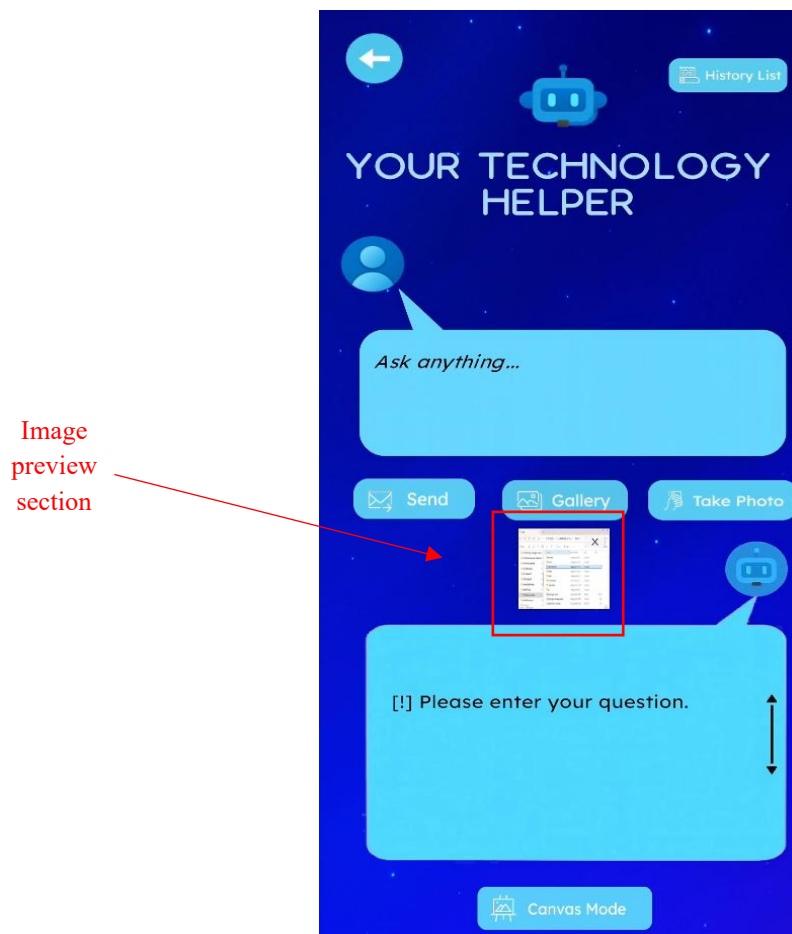 History List
YOUR TECHNOLOGY
HELPER
Ask anything...
Image
preview
section
Send
Gallery
Take Photo
X
[!] Please enter your question.
Canvas Mode